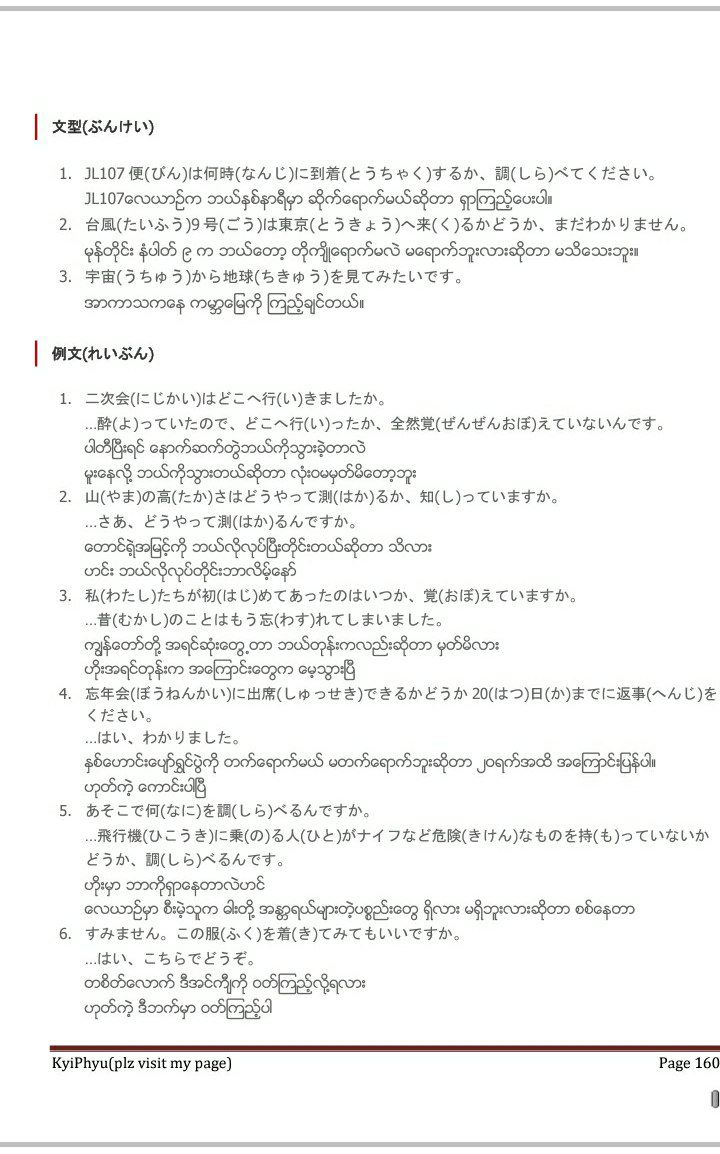 文型(ぶんけい)
1. JL107 便(びん)は何時(なんじ)に到着(とうちゃく)するか、調(しら)べてください。
JL107လေယာဉ်က ဘယ်နှစ်နာရီမှာ ဆိုက်ရောက်မယ်ဆိုတာ ရှာကြည့်ပေးပါ။
2. 台風(たいふう)9号(ごう)は東京(とうきょう)へ来(く)るかどうか、まだわかりません。
မုန်တိုင်း နံပါတ် ၉ က ဘယ်တော့ တိုကျိုရောက်မလဲ မရောက်ဘူးလားဆိုတာ မသိသေးဘူး။
3. 宇宙(うちゅう)から地球(ちきゅう)を見てみたいです。
အာကာသကနေ ကမ္ဘာမြေကို ကြည့်ချင်တယ်။
例文(れいぶん)
1. 二次会(にじかい)はどこへ行(い)きましたか。
…酔(よ)っていたので、どこへ行(い)ったか、全然覚(ぜんぜんおぼ)えていないんです。
ပါတီပြီးရင် နောက်ဆက်တွဲဘယ်ကိုသွားခဲ့တာလဲ
မူးနေလို့ ဘယ်ကိုသွားတယ်ဆိုတာ လုံးဝမမှတ်မိတော့ဘူး
2. 山(やま)の高(たか)さはどうやって測(はか)るか、知(し)っていますか。
…さあ、どうやって測(はか)るんですか。
တောင်ရဲ့အမြင့်ကို ဘယ်လိုလုပ်ပြီးတိုင်းတယ်ဆိုတာ သိလား
ဟင်း ဘယ်လိုလုပ်တိုင်းဘာလိမ့်နော်
3. 私(わたし)たちが初(はじ)めてあったのはいつか、覚(おぼ)えていますか。
…昔(むかし)のことはもう忘(わす)れてしまいました。
ကျွန်တော်တို့ အရင်ဆုံးတွေ့တာ ဘယ်တုန်းကလည်းဆိုတာ မှတ်မိလား
ဟိုးအရင်တုန်းက အကြောင်းတွေက မေ့သွားပြီ
4. 忘年会(ぼうねんかい)に出席(しゅっせき)できるかどうか 20(はつ)日(か)までに返事(へんじ)を
ください。
…はい、わかりました。
နှစ်ဟောင်းပျော်ရွှင်ပွဲကို တက်ရောက်မယ် မတက်ရောက်ဘူးဆိုတာ ၂၀ရက်အထိ အကြောင်းပြန်ပါ။
ဟုတ်ကဲ့ ကောင်းပါပြီ
5. あそこで何(なに)を調(しら)べるんですか。
…飛行機(ひこうき)に乗(の)る人(ひと)がナイフなど危険(きけん)なものを持(も)っていないか
どうか、調(しら)べるんです。
ဟိုးမှာ ဘာကိုရှာနေတာလဲဟင်
လေယာဉ်မှာ စီးမဲ့သူက ဓါးတို့ အန္တာရယ်များတဲ့ပစ္စည်းတွေ ရှိလား မရှိဘူးလားဆိုတာ စစ်နေတာ
6. すみません。この服(ふく)を着(き)てみてもいいですか。
…はい、こちらでどうぞ。
တစိတ်လောက် ဒီအင်ကျီကို ဝတ်ကြည့်လို့ရလား
ဟုတ်ကဲ့ ဒီဘက်မှာ ဝတ်ကြည့်ပါ
KyiPhyu(plz visit my page) Page 160